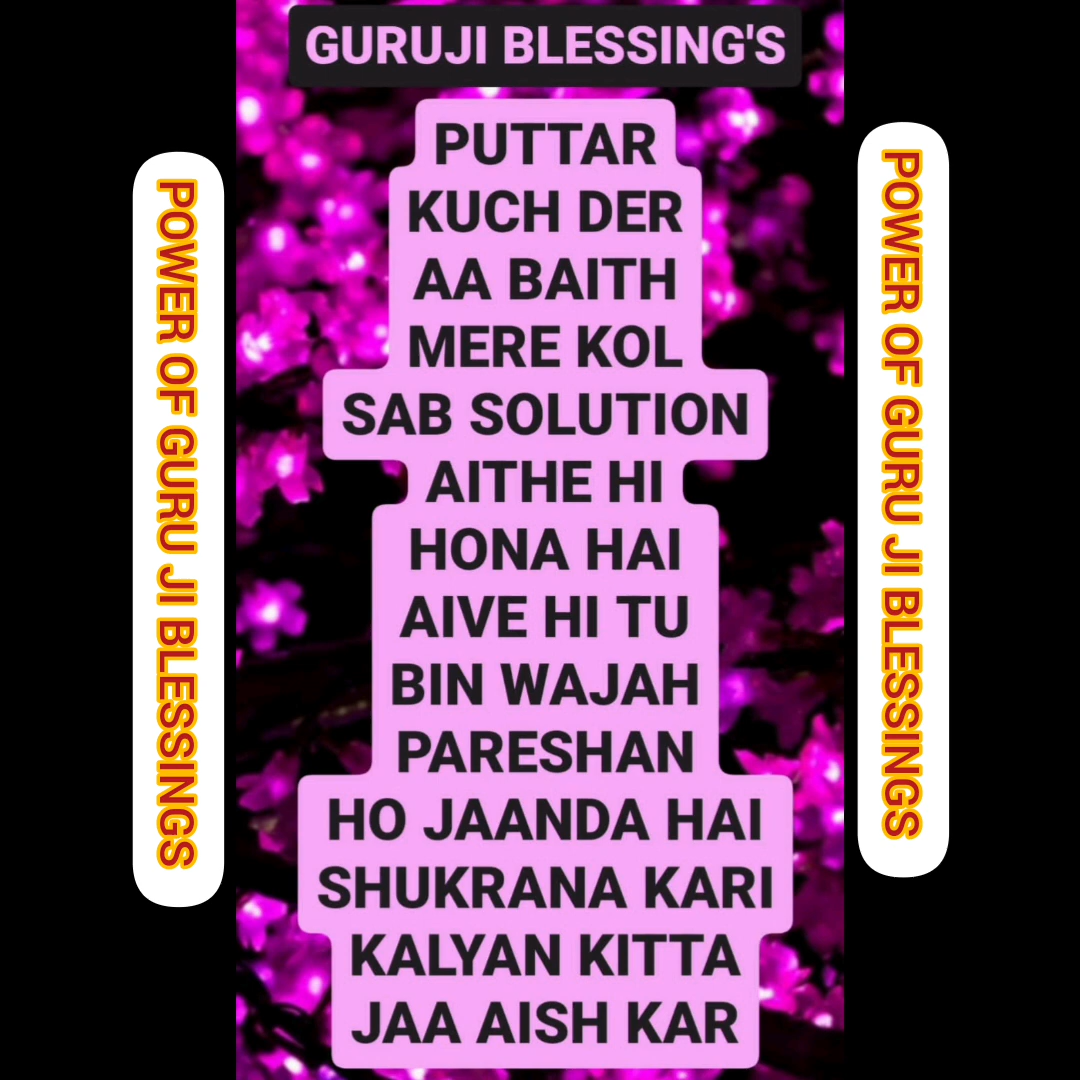 GURUJI BLESSING'S
PUTTAR
KUCH DER
AA BAITH
MERE KOL
SAB SOLUTION
AITHE HI
HONA HAI
AIVE HI TU
BIN WAJAH
PARESHAN
HO JAANDA HAI
SHUKRANA KARI
KALYAN KITTA
JAA AISH KAR
POWER OF GURU JI BLESSINGS
POWER OF GURU JI BLESSINGS